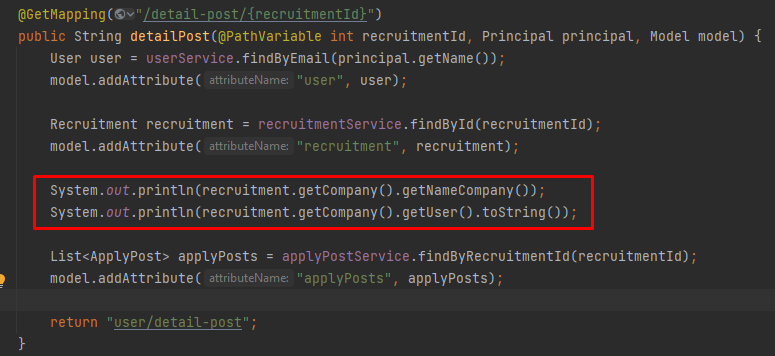 @GetMapping("/detail-post/{recruitmentId}")
public String detailPost(@PathVariable int recruitmentId, Principal principal, Model model) {
User user = userService.findByEmail(principal.getName());
model.addAttribute( attributeName: "user", user);
Recruitment recruitment = recruitmentService.findById(recruitmentId);
model.addAttribute( attributeName: "recruitment", recruitment);
System.out.println(recruitment.getCompany().getNameCompany());
System.out.println(recruitment.getCompany().getUser().toString());
List<ApplyPost> applyPosts = applyPostService.findByRecruitmentId(recruitmentId);
model.addAttribute( attributeName: "applyPosts", applyPosts);
return "user/detail-post";
}